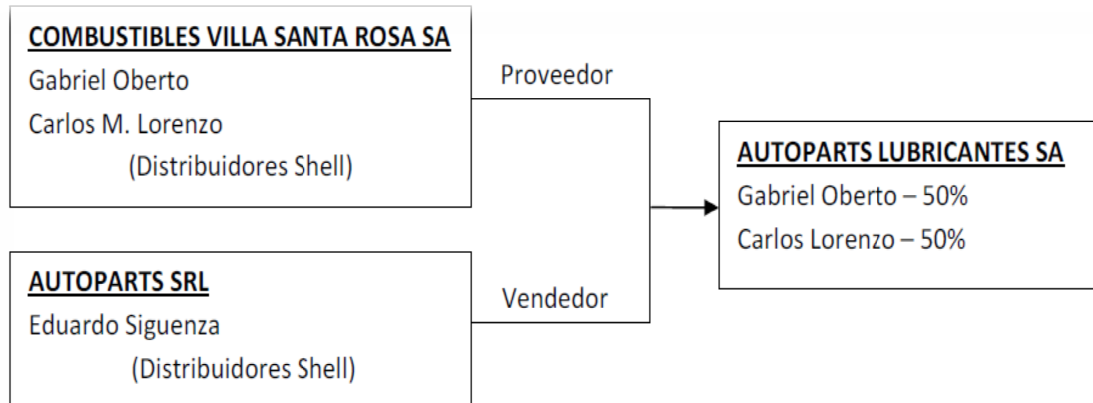 COMBUSTIBLES VILLA SANTA ROSA SA
Gabriel Oberto
Carlos M. Lorenzo
(Distribuidores Shell)
Proveedor
AUTOPARTS LUBRICANTES SA
Gabriel Oberto – 50%
Carlos Lorenzo – 50%
AUTOPARTS SRL
Eduardo Siguenza
(Distribuidores Shell)
Vendedor